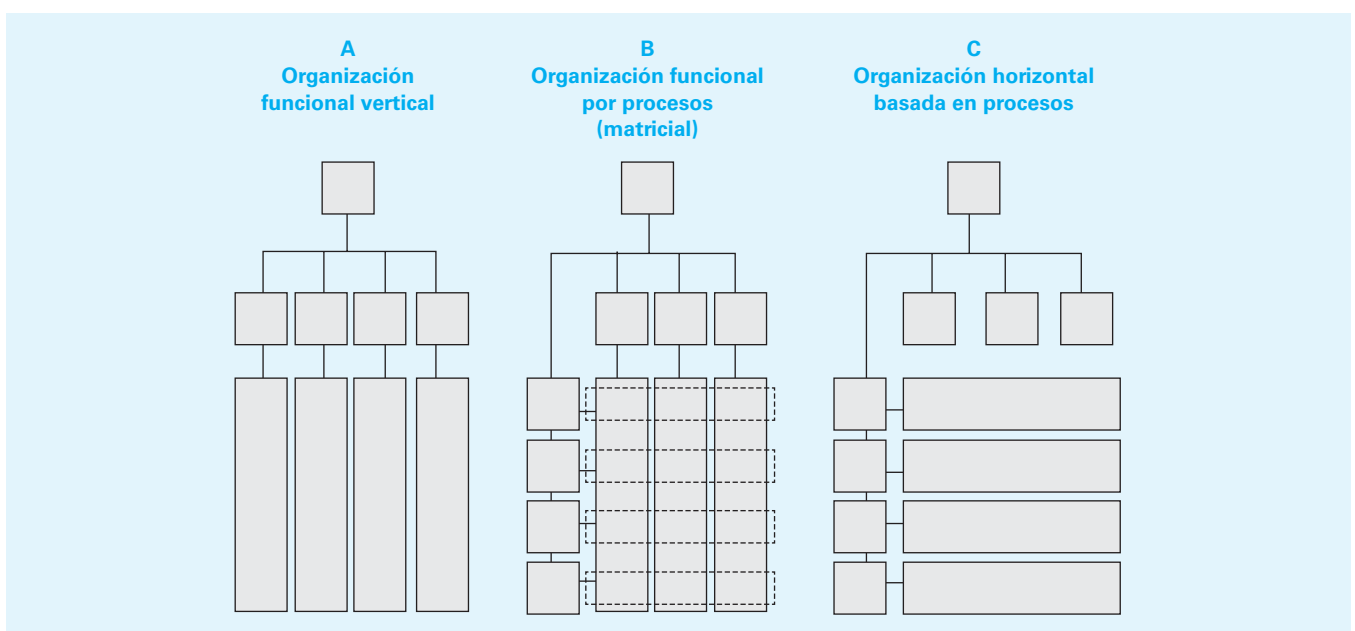 A
Organización
funcional vertical
B
Organización funcional
por procesos
(matricial)
C
Organización horizontal
basada en procesos